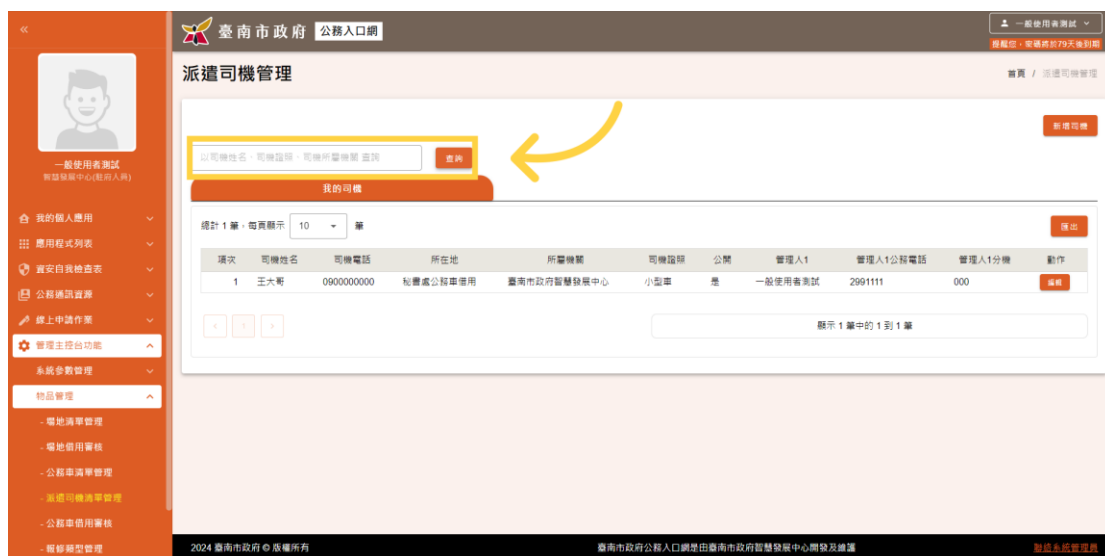 «
臺南市政府 公務入口網
一般使用者測試
提醒您，密碼將於79天後到期
一般使用者測試
智慧發展中心(駐府人員)
我的個人應用
應用程式列表
資安自我檢查表
公務通訊資源
線上申請作業
管理主控台功能
系統參數管理
物品管理
- 場地清單管理
- 場地借用審核
- 公務車清單管理
- 派遣司機清單管理
- 公務車借用審核
- 報修類型管理
派遣司機管理
首頁 / 派遣司機管理
新增司機
以司機姓名、司機證照、司機所屬機關 查詢 查詢
我的司機
總計 1 筆，每頁顯示 10 筆
匯出
項次 司機姓名 司機電話 所在地 所屬機關 司機證照 公開 管理人1 管理人1公務電話 管理人1分機 動作
1 王大哥 0900000000 秘書處公務車借用 臺南市政府智慧發展中心 小型車 是 一般使用者測試 2991111 000 編輯
‹ 1 ›
顯示 1 筆中的 1 到 1 筆
2024 臺南市政府 © 版權所有
臺南市政府公務入口網是由臺南市政府智慧發展中心開發及維護
聯絡系統管理員